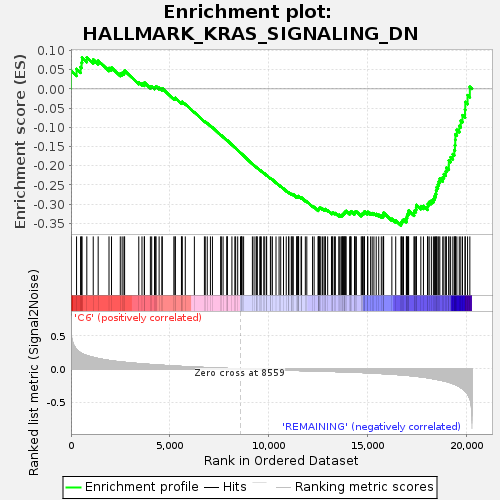 Enrichment plot:
HALLMARK_KRAS_SIGNALING_DN
Enrichment score (ES)
0.10
0.05
0.00
-0.05
-0.10
-0.15
-0.20
-0.25
-0.30
-0.35
'C6' (positively correlated)
Ranked list metric (Signal2Noise)
0.5
0.0
-0.5
Zero cross at 8559
'REMAINING' (negatively correlated)
0
5,000
10,000
15,000
20,000
Rank in Ordered Dataset
Enrichment profile
Hits
Ranking metric scores